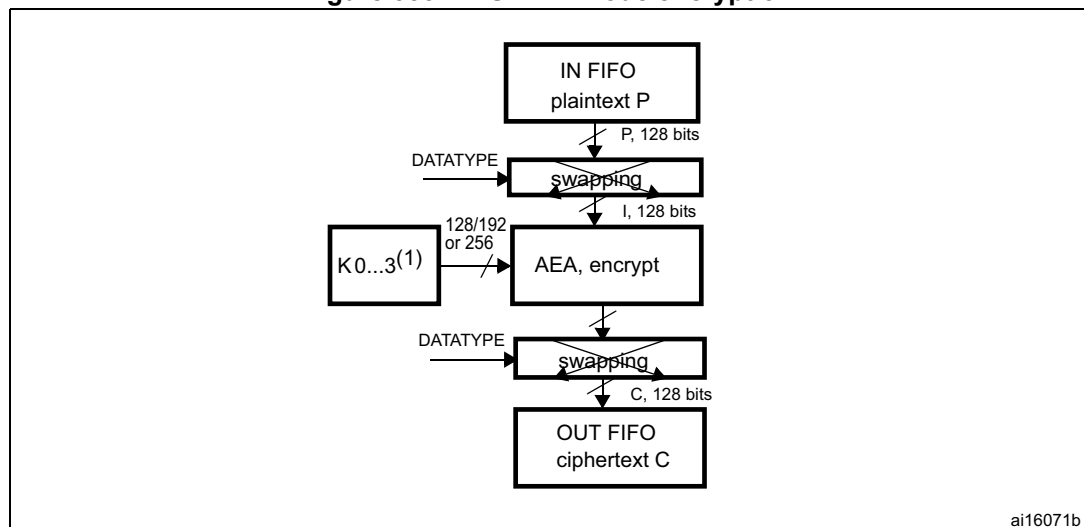 IN FIFO
plaintext P
P, 128 bits
DATATYPE
swapping
I, 128 bits
128/192
or 256
K 0...3(1)
AEA, encrypt
DATATYPE
swapping
C, 128 bits
OUT FIFO
ciphertext C
ai16071b